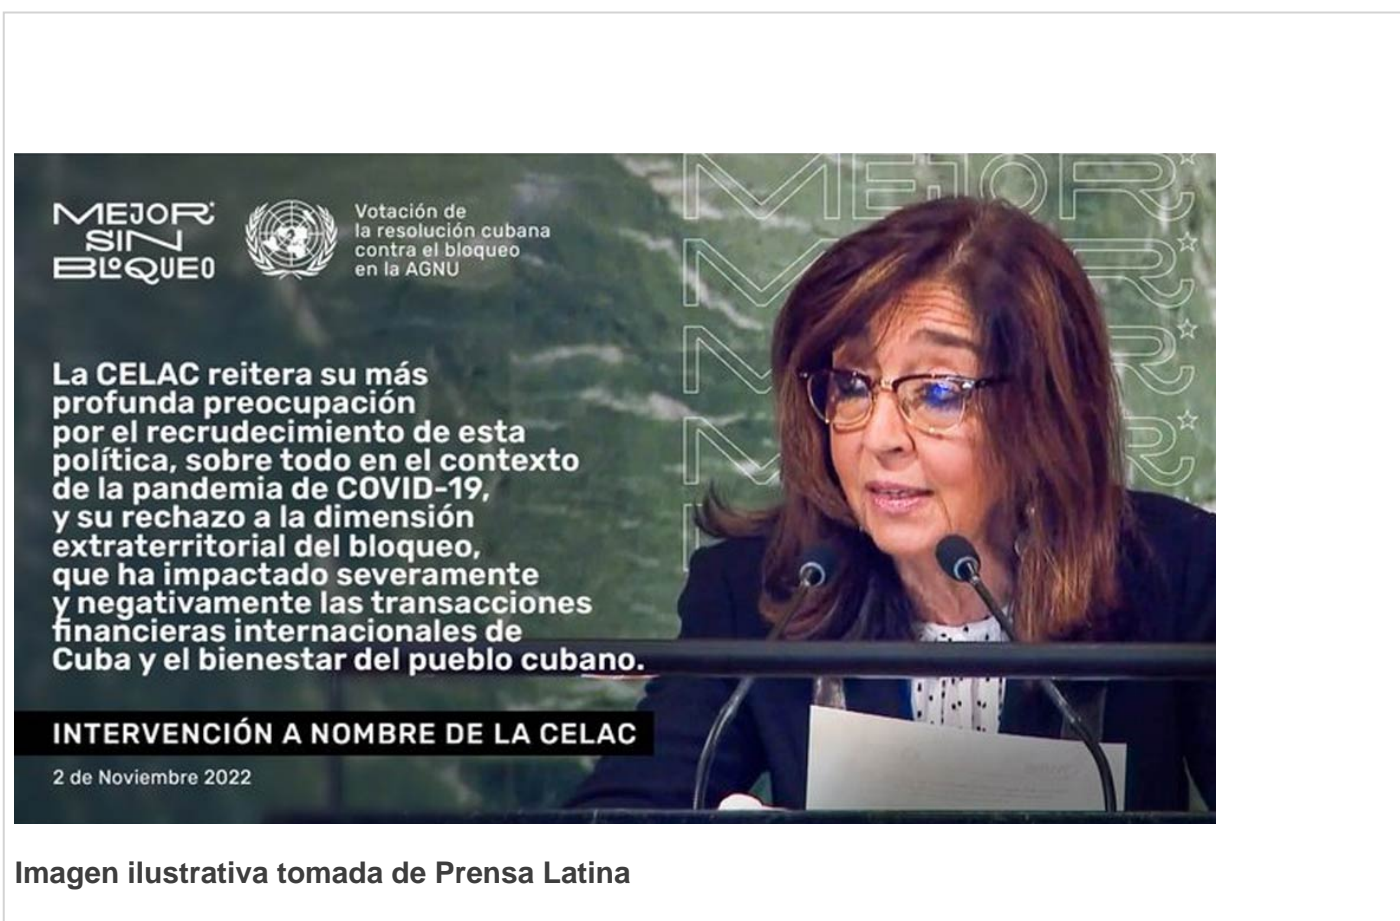 MEJOR
SIN
BLOQUEO
Votación de
la resolución cubana
contra el bloqueo
en la AGNU
MEJOR
La CELAC reitera su más
profunda preocupación
por el recrudecimiento de esta
política, sobre todo en el contexto
de la pandemia de COVID-19,
y su rechazo a la dimensión
extraterritorial del bloqueo,
que ha impactado severamente
y negativamente las transacciones
financieras internacionales de
Cuba y el bienestar del pueblo cubano.
INTERVENCIÓN A NOMBRE DE LA CELAC
2 de Noviembre 2022
Imagen ilustrativa tomada de Prensa Latina